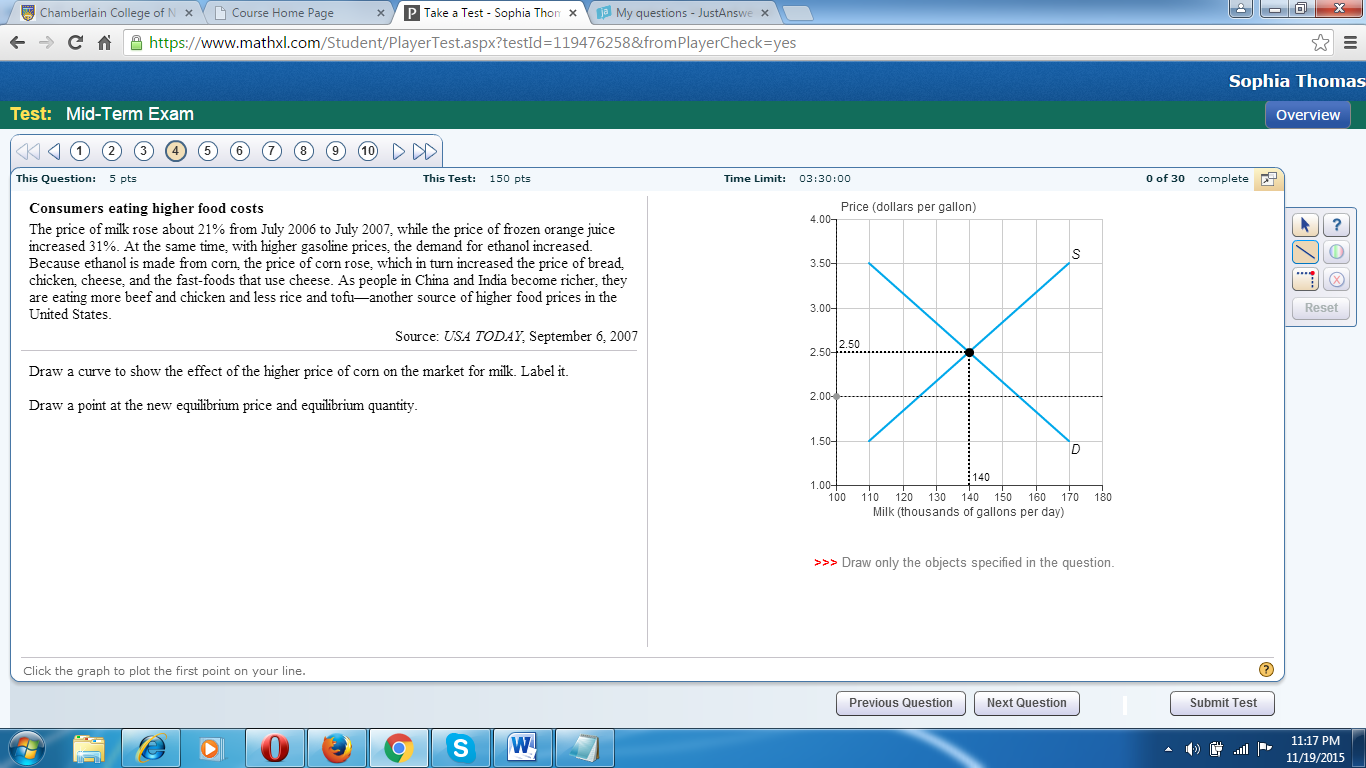 Chamberlain College of N
Course Home Page
Take a Test - Sophia Thom
My questions - JustAnswe
https://www.mathxl.com/Student/PlayerTest.aspx?testId=119476258&fromPlayerCheck=yes
Sophia Thomas
Test: Mid-Term Exam
Overview
1 2 3 4 5 6 7 8 9 10
This Question: 5 pts This Test: 150 pts Time Limit: 03:30:00 0 of 30 complete
Consumers eating higher food costs
The price of milk rose about 21% from July 2006 to July 2007, while the price of frozen orange juice
increased 31%. At the same time, with higher gasoline prices, the demand for ethanol increased.
Because ethanol is made from corn, the price of corn rose, which in turn increased the price of bread,
chicken, cheese, and the fast-foods that use cheese. As people in China and India become richer, they
are eating more beef and chicken and less rice and tofu—another source of higher food prices in the
United States.
Source: USA TODAY, September 6, 2007
Draw a curve to show the effect of the higher price of corn on the market for milk. Label it.
Draw a point at the new equilibrium price and equilibrium quantity.
Price (dollars per gallon)
4.00
3.50
S
3.00
2.50
2.50
2.00
1.50
D
140
1.00
100 110 120 130 140 150 160 170 180
Milk (thousands of gallons per day)
>>> Draw only the objects specified in the question.
?
Reset
Click the graph to plot the first point on your line.
?
Previous Question
Next Question
Submit Test
11:17 PM
11/19/2015